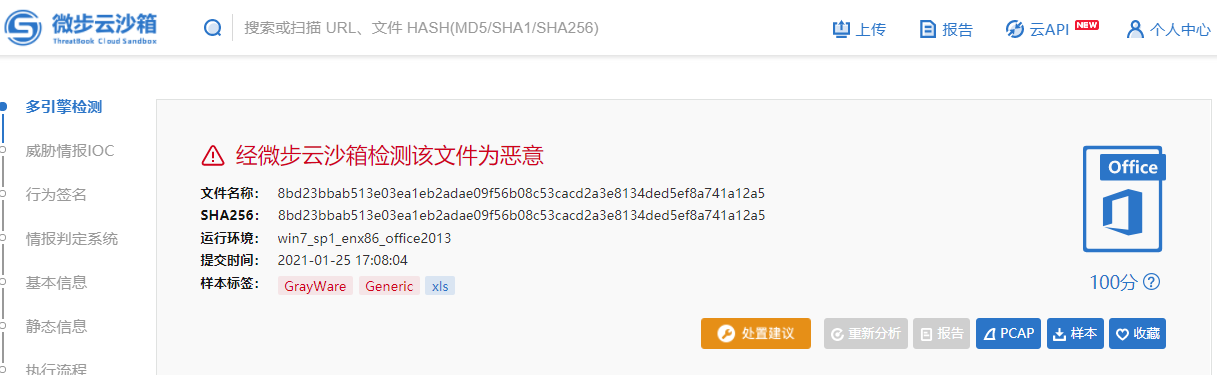 微步云沙箱
ThreatBook Cloud Sandbox
搜索或扫描 URL、文件 HASH(MD5/SHA1/SHA256)
上传
报告
云API NEW
个人中心
多引擎检测
威胁情报IOC
行为签名
情报判定系统
基本信息
静态信息
执行流程
经微步云沙箱检测该文件为恶意
文件名称: 8bd23bbab513e03ea1eb2adae09f56b08c53cacd2a3e8134ded5ef8a741a12a5
SHA256: 8bd23bbab513e03ea1eb2adae09f56b08c53cacd2a3e8134ded5ef8a741a12a5
运行环境: win7_sp1_enx86_office2013
提交时间: 2021-01-25 17:08:04
样本标签: GrayWare Generic xls
Office
100分
处置建议
重新分析
报告
PCAP
样本
收藏